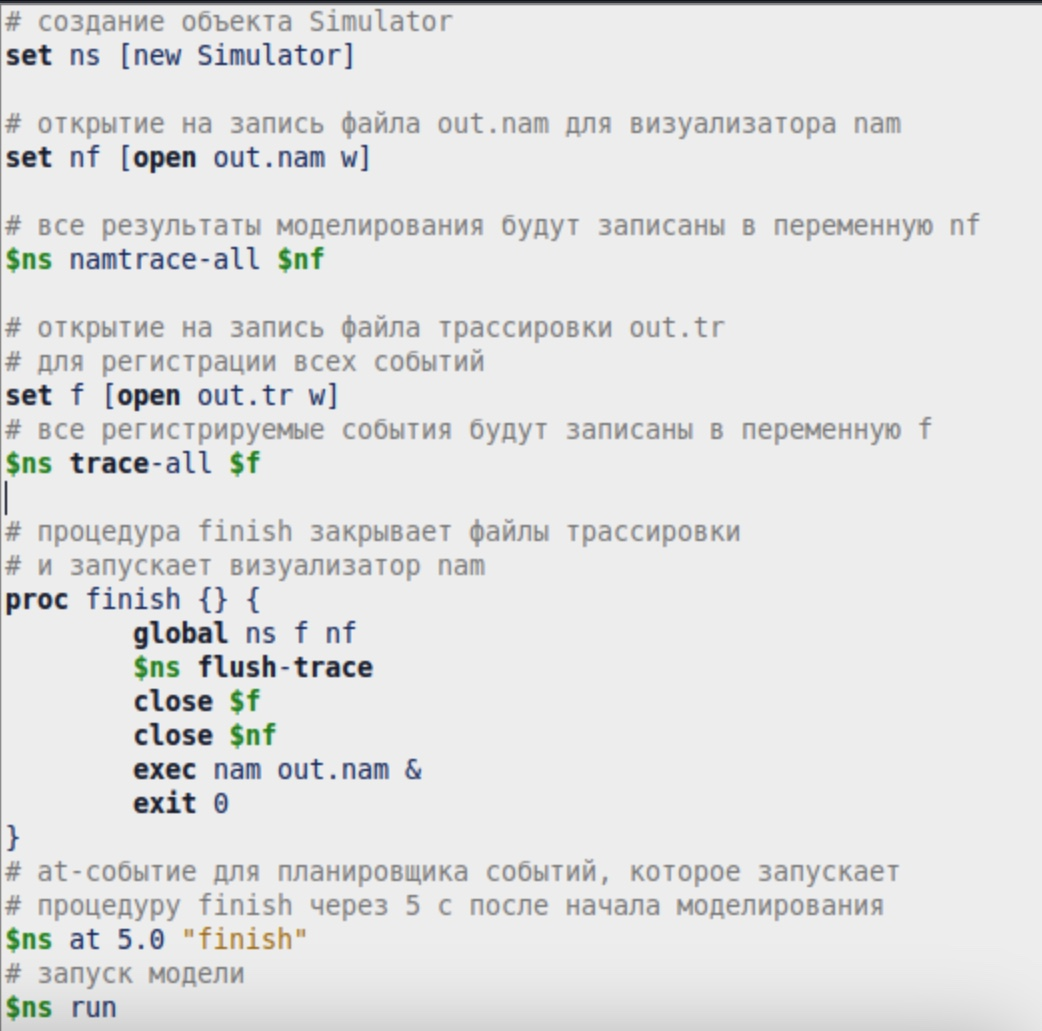 # создание объекта Simulator
set ns [new Simulator]
# открытие на запись файла out.nam для визуализатора nam
set nf [open out.nam w]
# все результаты моделирования будут записаны в переменную nf
$ns namtrace-all $nf
# открытие на запись файла трассировки out.tr
# для регистрации всех событий
set f [open out.tr w]
# все регистрируемые события будут записаны в переменную f
$ns trace-all $f
# процедура finish закрывает файлы трассировки
# и запускает визуализатор nam
proc finish {} {
        global ns f nf
        $ns flush-trace
        close $f
        close $nf
        exec nam out.nam &
        exit 0
}
# at-событие для планировщика событий, которое запускает
# процедуру finish через 5 с после начала моделирования
$ns at 5.0 "finish"
# запуск модели
$ns run